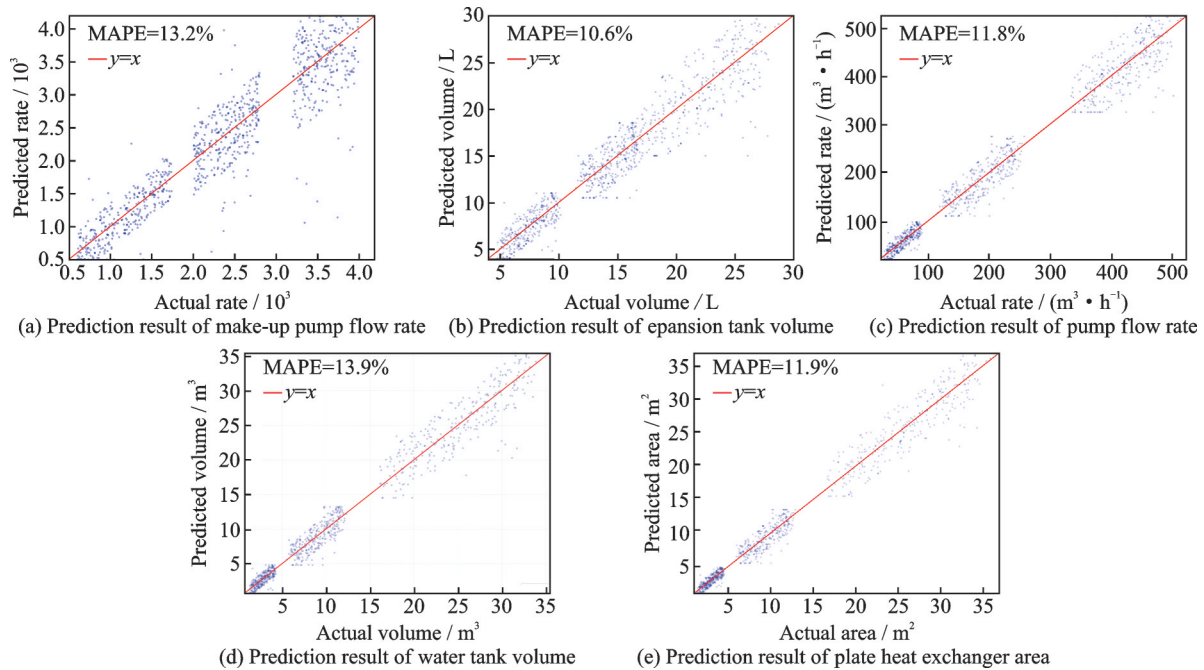 MAPE=13.2%
y=x
Predicted rate / 10³
4.0
3.5
3.0
2.5
2.0
1.5
1.0
0.5
0.5 1.0 1.5 2.0 2.5 3.0 3.5 4.0
Actual rate / 10³
(a) Prediction result of make-up pump flow rate
MAPE=10.6%
y=x
Predicted volume / L
30
25
20
15
10
5
5 10 15 20 25 30
Actual volume / L
(b) Prediction result of epansion tank volume
MAPE=11.8%
y=x
Predicted rate / (m³・h⁻¹)
500
400
300
200
100
100 200 300 400 500
Actual rate / (m³・h⁻¹)
(c) Prediction result of pump flow rate
MAPE=13.9%
y=x
Predicted volume / m³
35
30
25
20
15
10
5
5 10 15 20 25 30 35
Actual volume / m³
(d) Prediction result of water tank volume
MAPE=11.9%
y=x
Predicted area / m²
35
30
25
20
15
10
5
5 10 15 20 25 30 35
Actual area / m²
(e) Prediction result of plate heat exchanger area